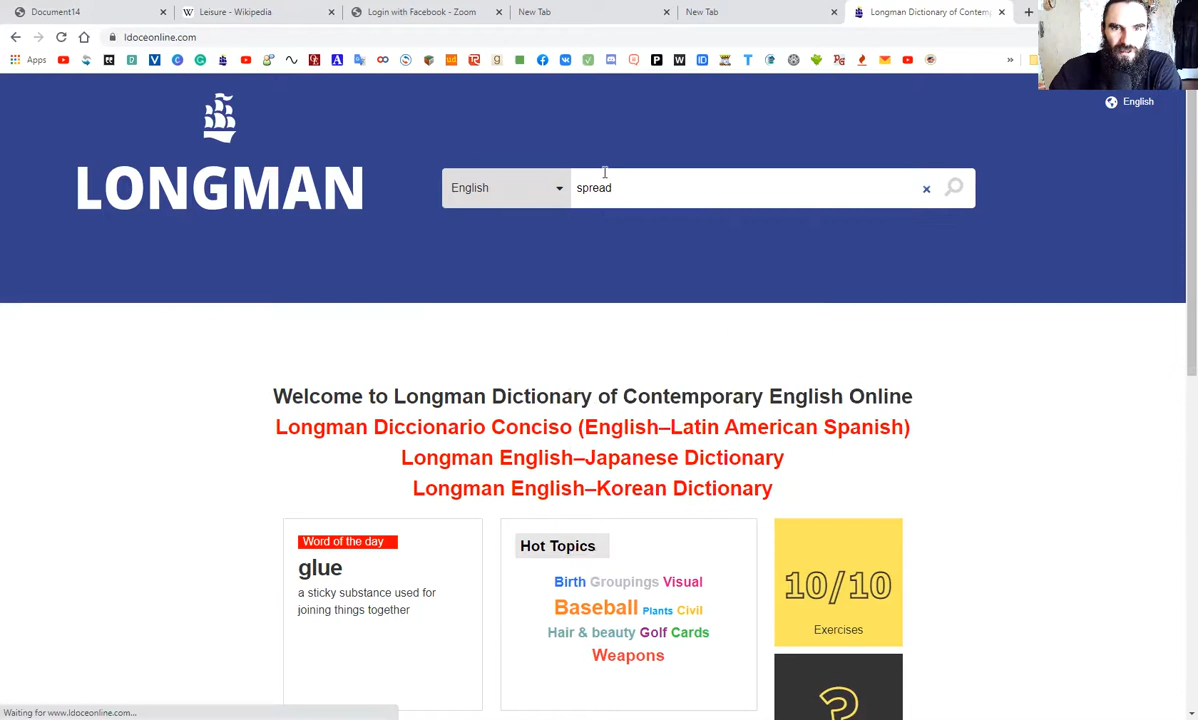 Document14
Leisure - Wikipedia
Login with Facebook - Zoom
New Tab
New Tab
Longman Dictionary of Contem
ldoceonline.com
Apps
English
LONGMAN
English
spread
Welcome to Longman Dictionary of Contemporary English Online
Longman Diccionario Conciso (English–Latin American Spanish)
Longman English–Japanese Dictionary
Longman English–Korean Dictionary
Word of the day
glue
a sticky substance used for
joining things together
Hot Topics
Birth Groupings Visual
Baseball Plants Civil
Hair & beauty Golf Cards
Weapons
10/10
Exercises
?
Waiting for www.ldoceonline.com...